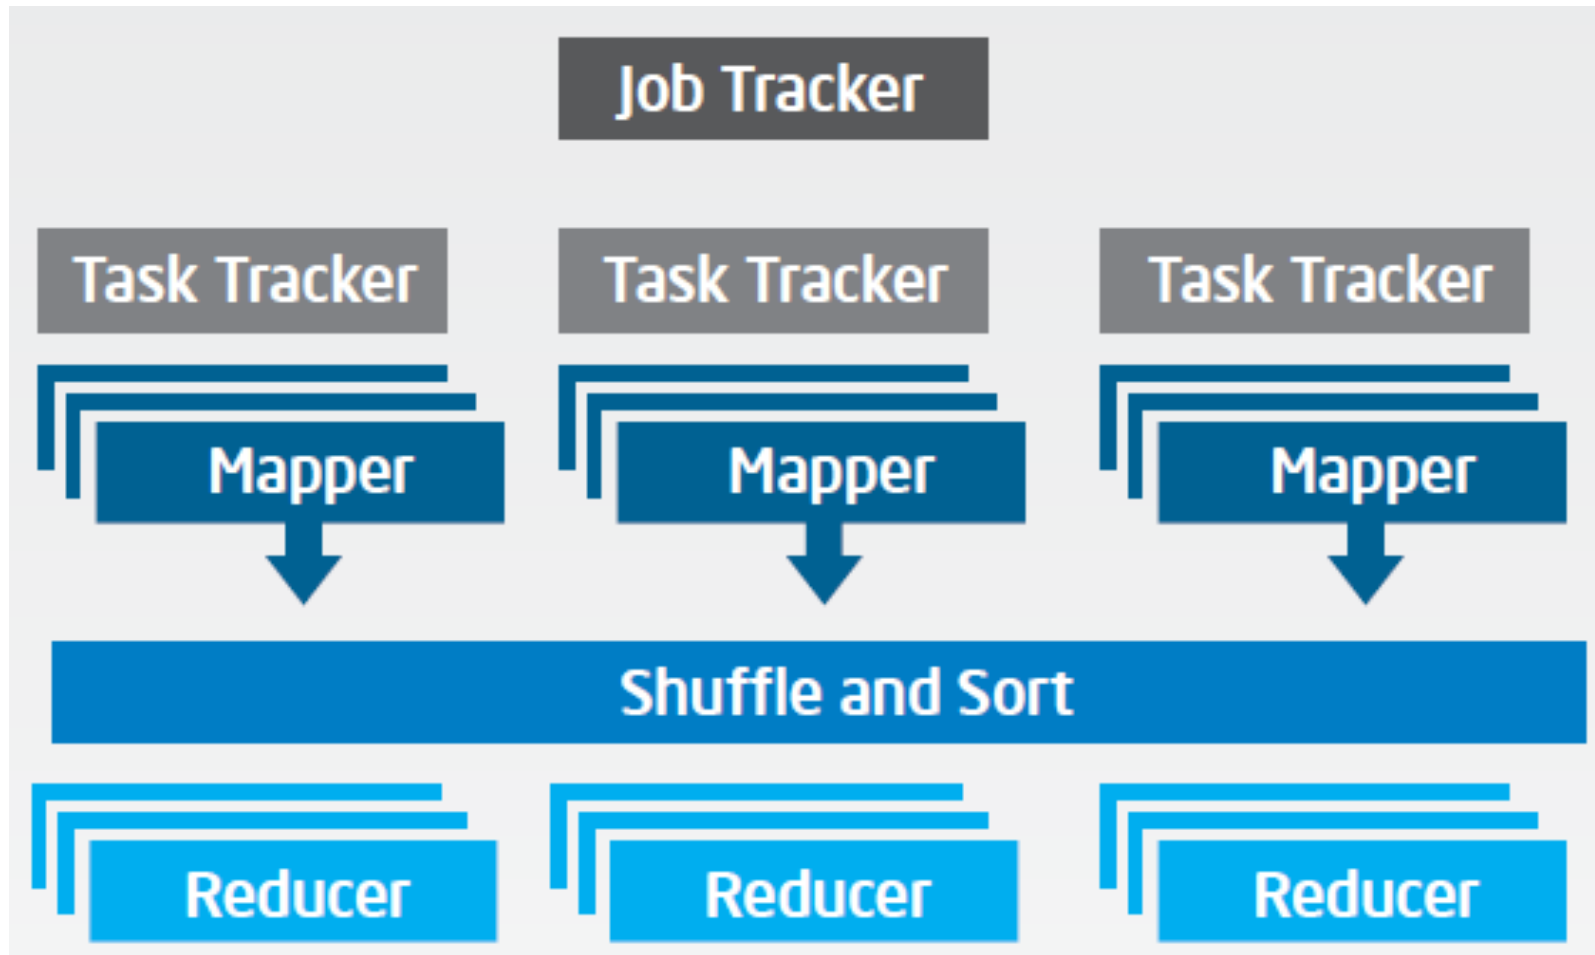 Job Tracker
Task Tracker
Task Tracker
Task Tracker
Mapper
Mapper
Mapper
Shuffle and Sort
Reducer
Reducer
Reducer